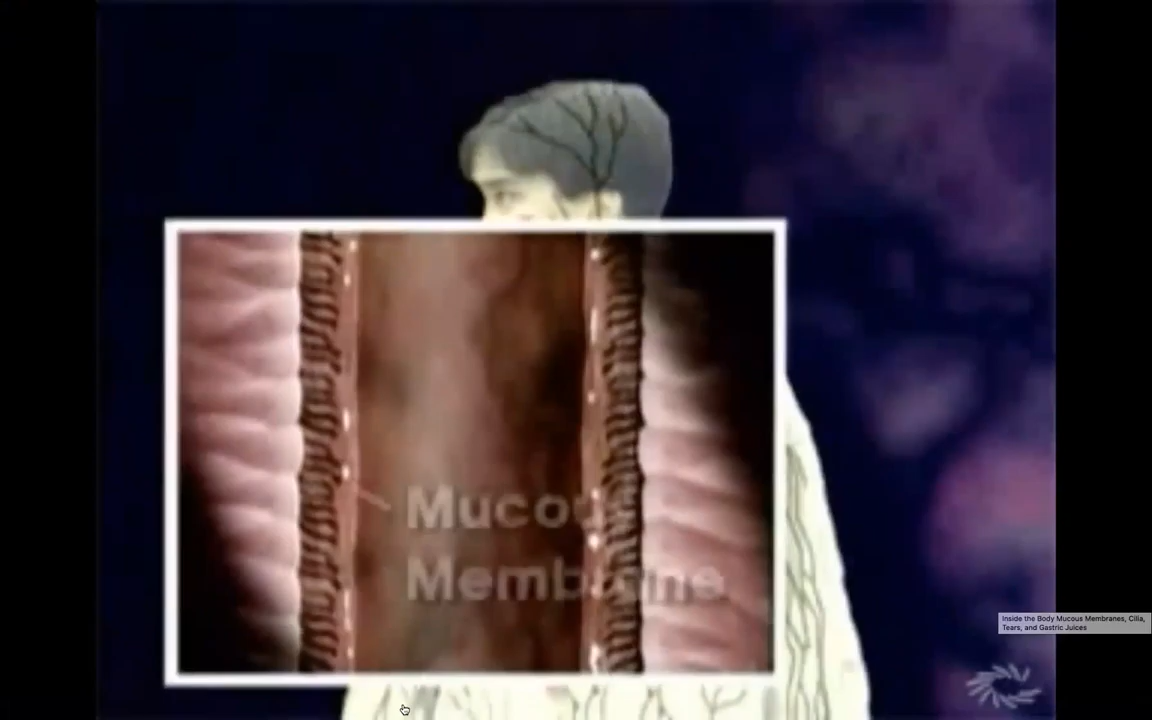 Mucous
Membrane
Inside the Body Mucous Membranes, Cilia,
Tears, and Gastric Juices